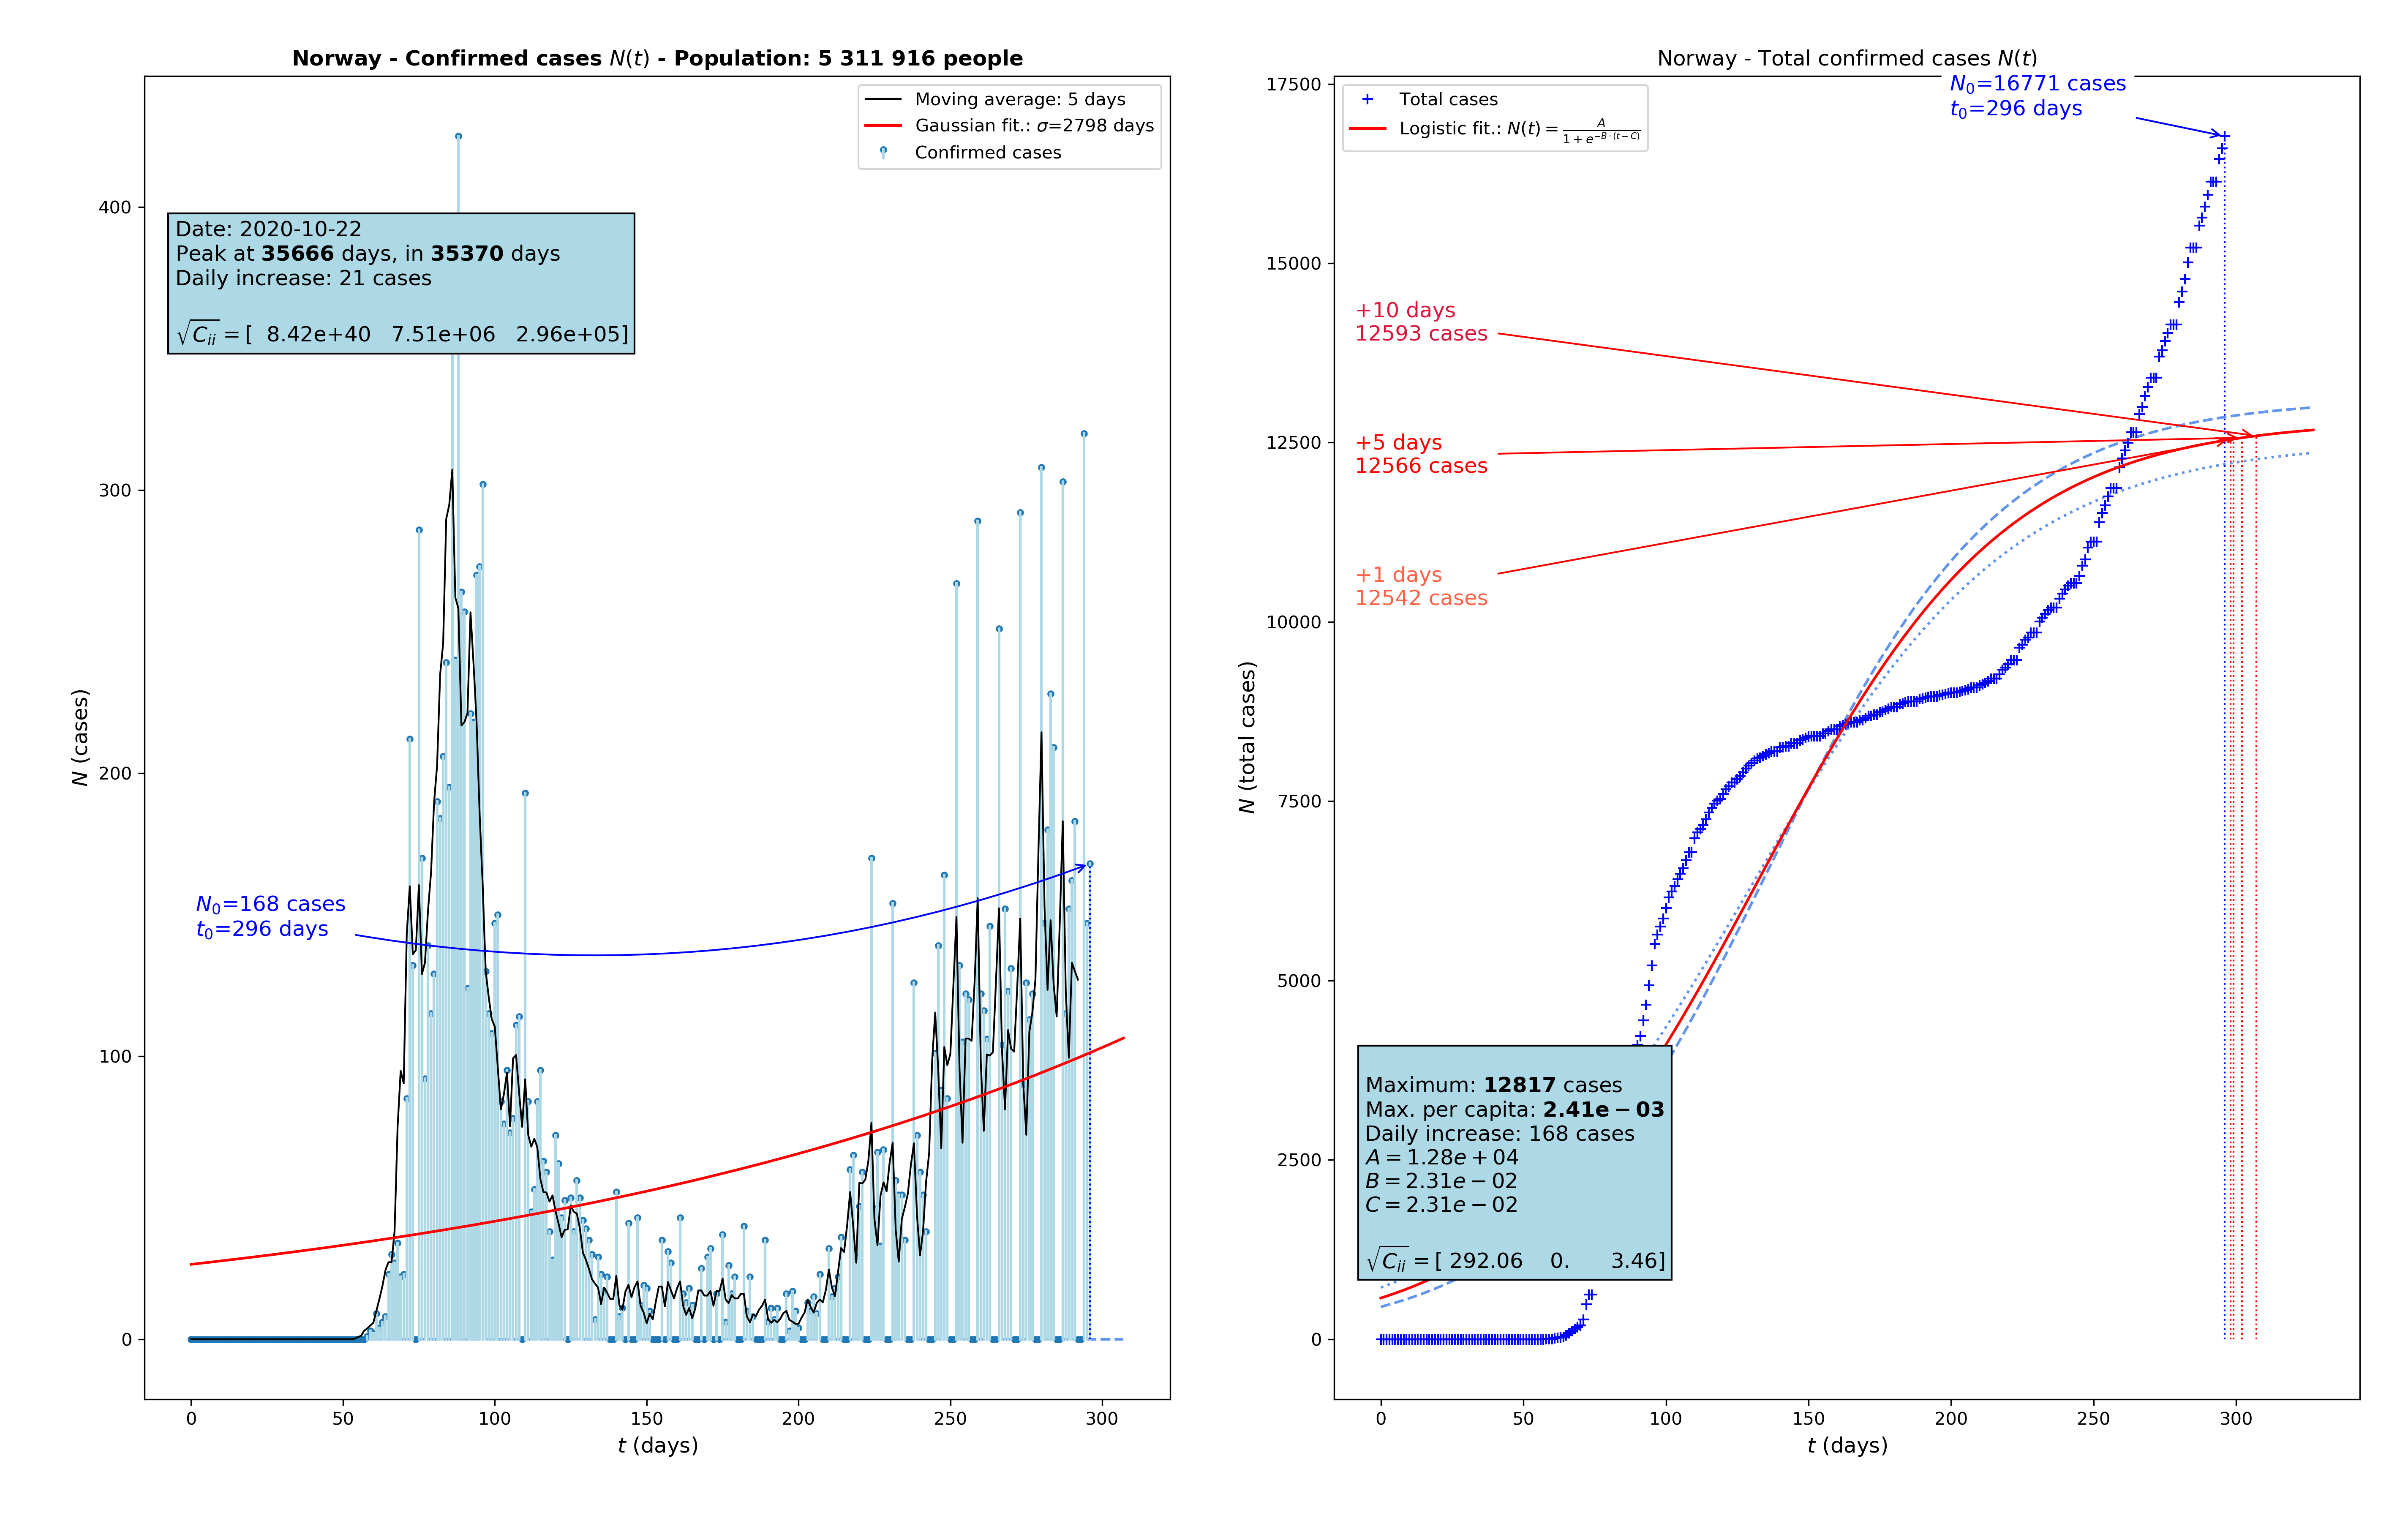 Norway - Confirmed cases N(t) - Population: 5 311 916 people
Moving average: 5 days
Gaussian fit.: σ=2798 days
Confirmed cases
Date: 2020-10-22
Peak at 35666 days, in 35370 days
Daily increase: 21 cases
√C_ii = [ 8.42e+40 7.51e+06 2.96e+05]
N_0=168 cases
t_0=296 days
400
300
200
100
0
N (cases)
0 50 100 150 200 250 300
t (days)
Norway - Total confirmed cases N(t)
N_0=16771 cases
t_0=296 days
Total cases
Logistic fit.: N(t) = A / (1 + e^{-B·(t-C)})
+10 days
12593 cases
+5 days
12566 cases
+1 days
12542 cases
Maximum: 12817 cases
Max. per capita: 2.41e − 03
Daily increase: 168 cases
A = 1.28e + 04
B = 2.31e − 02
C = 2.31e − 02
√C_ii = [ 292.06 0. 3.46]
17500
15000
12500
10000
7500
5000
2500
0
N (total cases)
0 50 100 150 200 250 300
t (days)